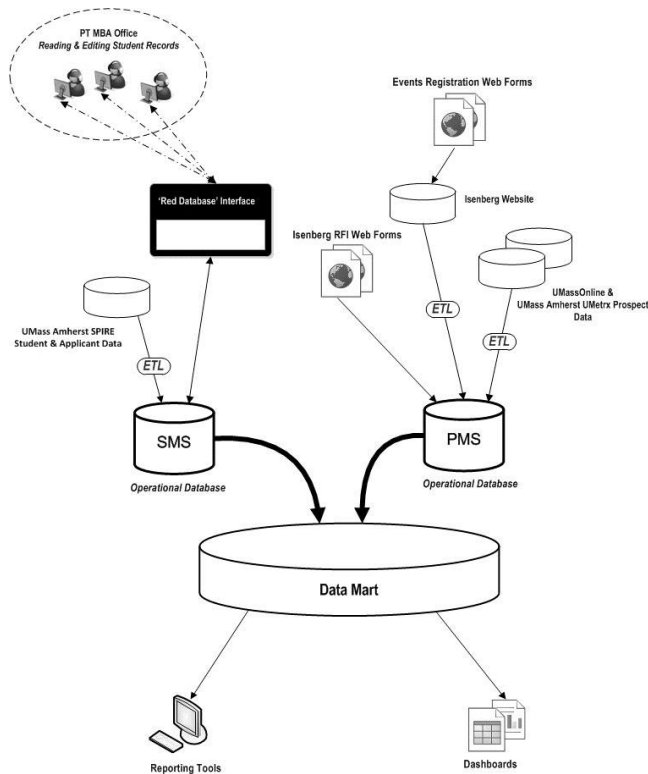 PT MBA Office
Reading & Editing Student Records
Events Registration Web Forms
'Red Database' Interface
Isenberg Website
Isenberg RFI Web Forms
UMassOnline &
UMass Amherst UMetrx Prospect
Data
UMass Amherst SPIRE
Student & Applicant Data
ETL
ETL
ETL
SMS
PMS
Operational Database
Operational Database
Data Mart
Reporting Tools
Dashboards